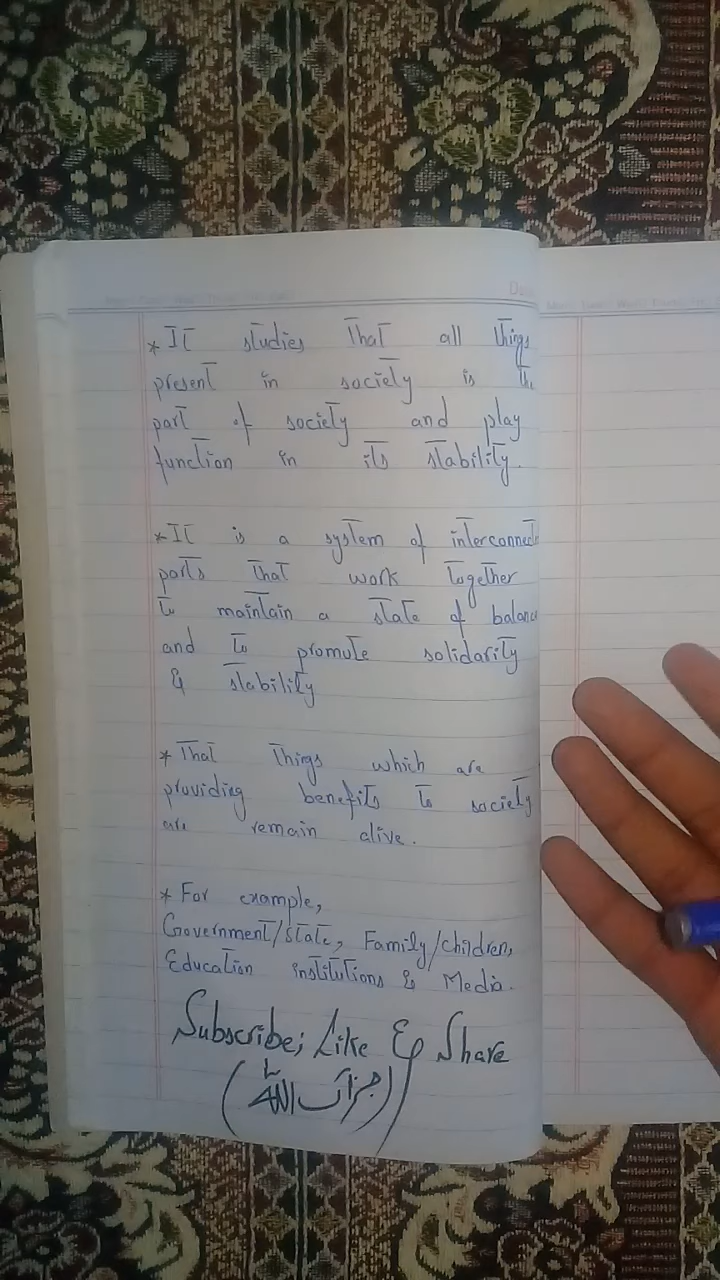 * It studies that all things
present in society is the
part of society and play
function in its stability.
* It is a system of
parts that work together
to maintain a state of balance
and to promote solidarity
& stability
* That things which are
providing benefits to society
are remain alive.
* For example,
Government/state, Family/children,
Education institutions & Media.
Subscribe; Like & Share
(جزاک اللہ)